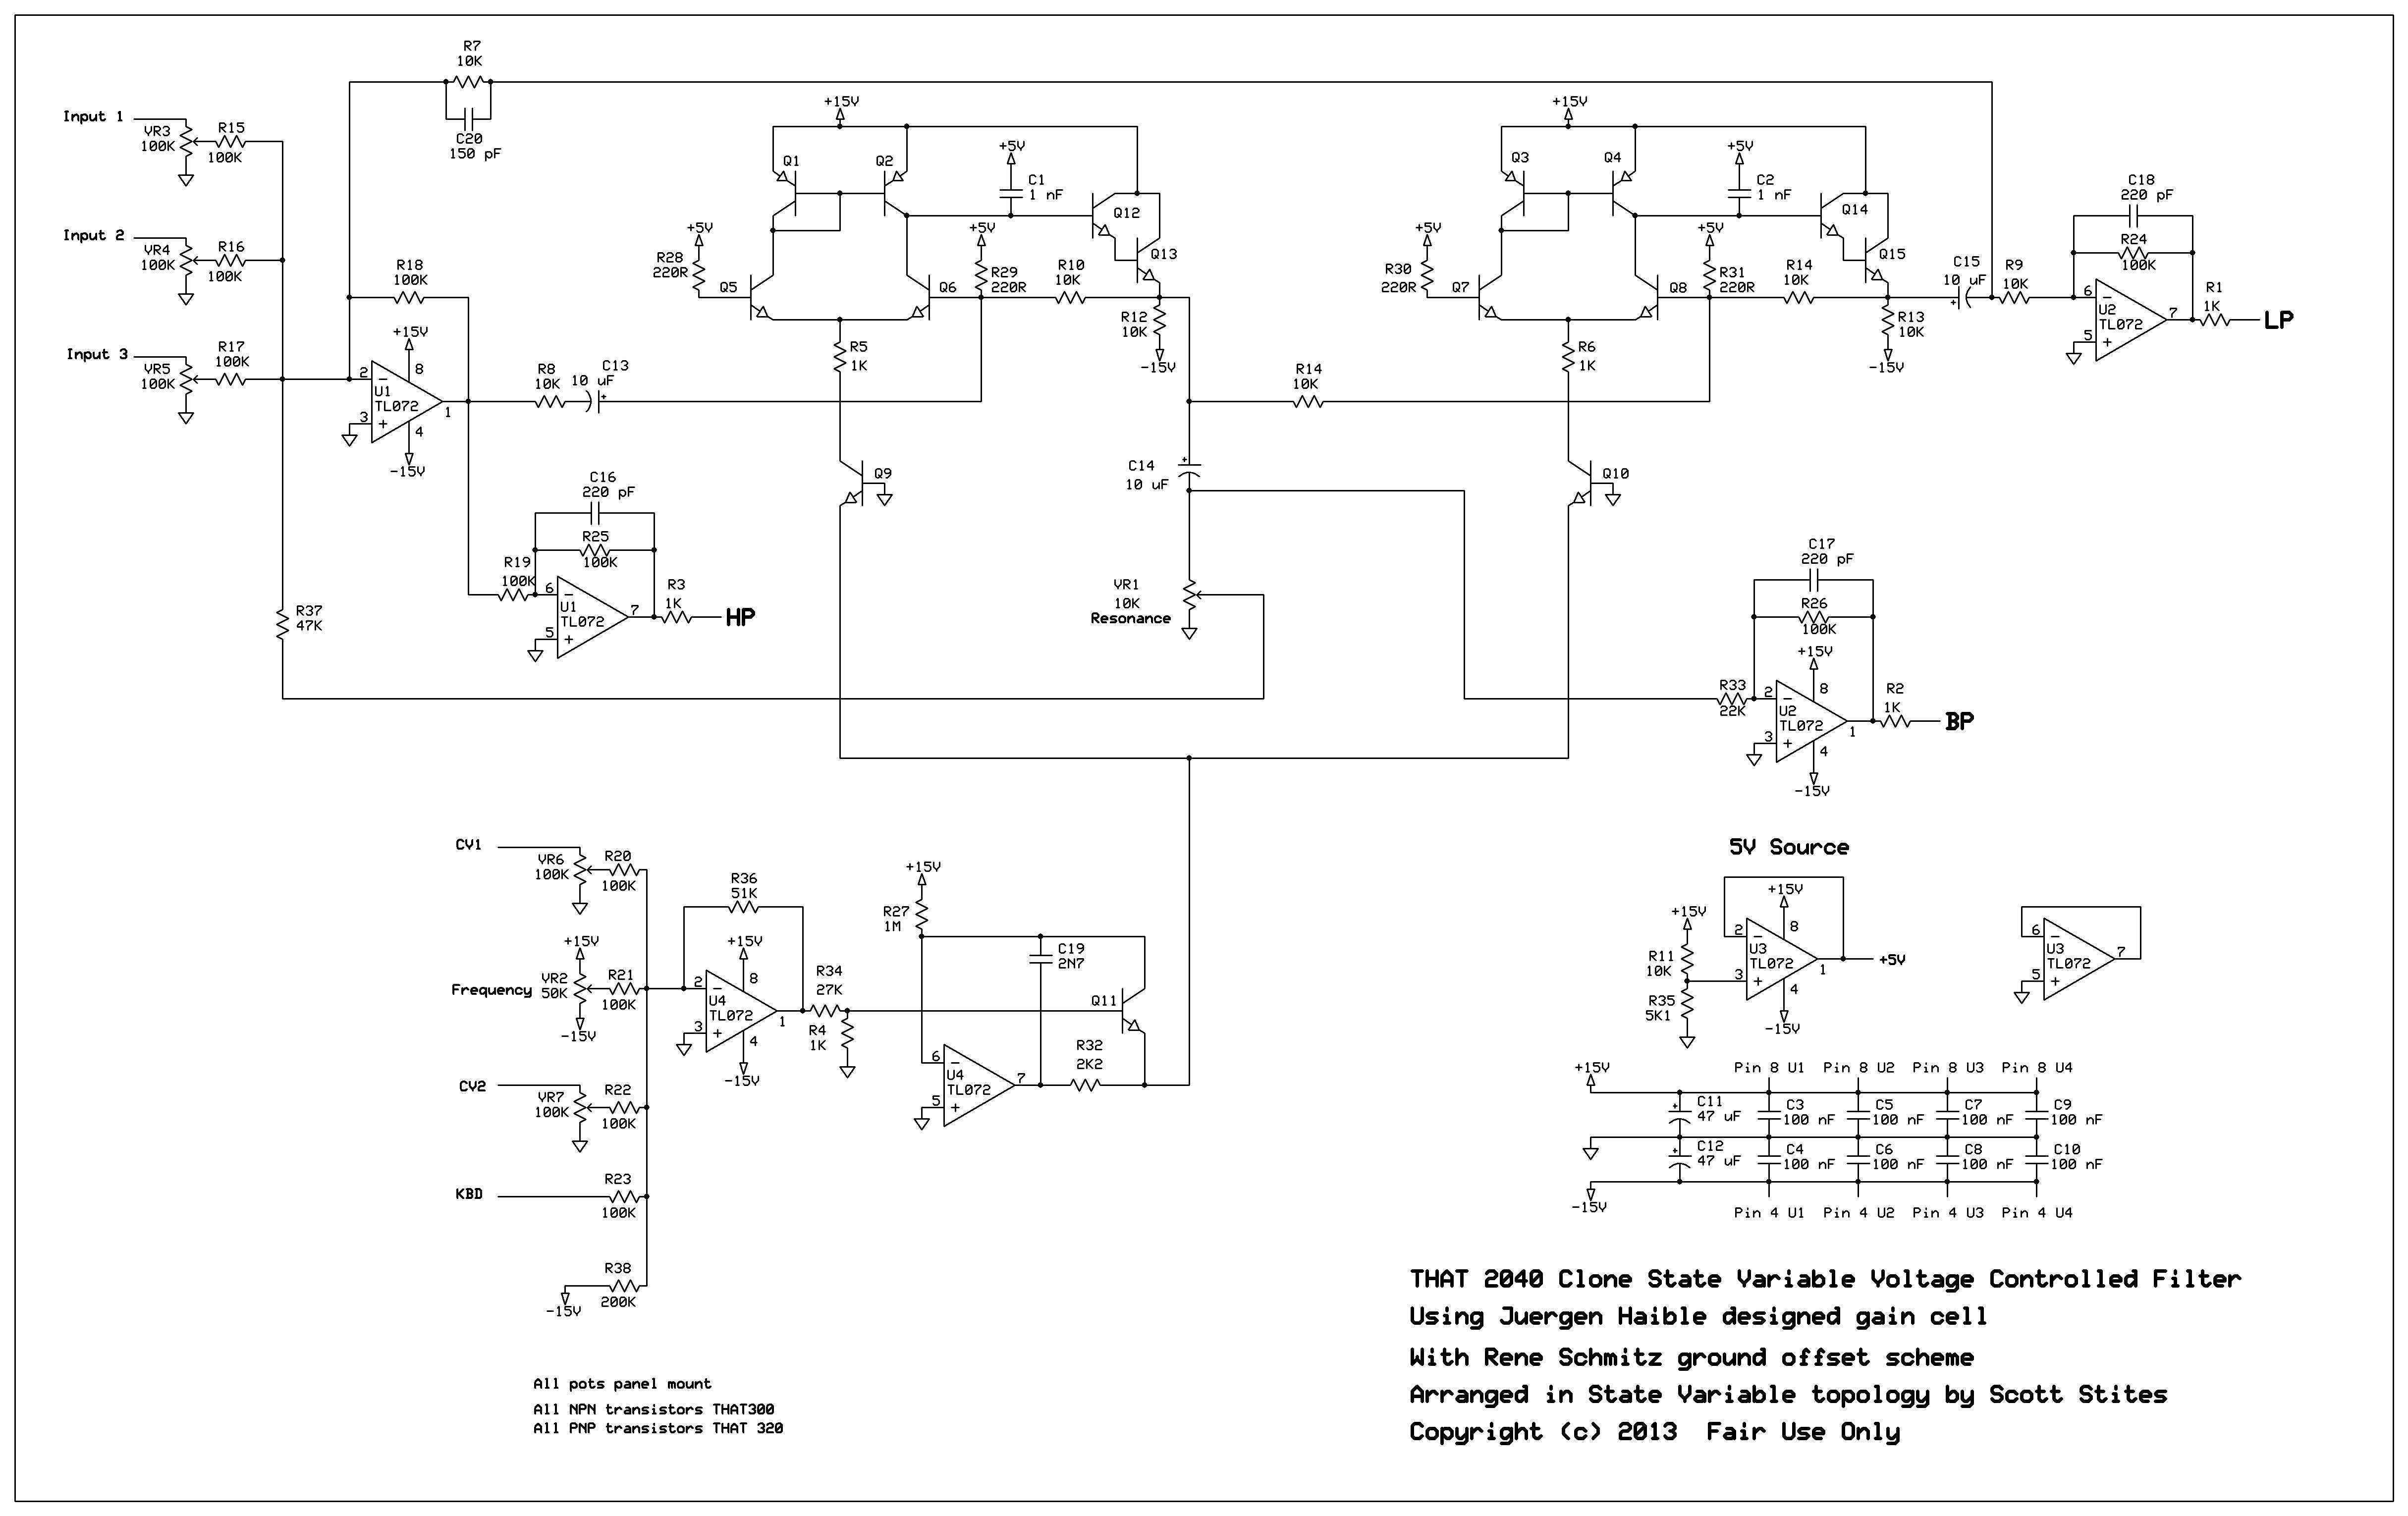 R7
10K
C20
150 pF
Input 1
VR3
100K
R15
100K
Input 2
VR4
100K
R16
100K
Input 3
VR5
100K
R17
100K
R18
100K
+15V
8
2
U1
TL072
1
3
4
-15V
R8
10K
C13
10 uF
+15V
Q1
Q2
+5V
C1
1 nF
Q12
+5V
R28
220R
+5V
R29
220R
R10
10K
Q13
Q5
Q6
R12
10K
-15V
R5
1K
Q9
+15V
Q3
Q4
+5V
C2
1 nF
Q14
+5V
R30
220R
+5V
R31
220R
R14
10K
Q15
Q7
Q8
R13
10K
-15V
R6
1K
Q10
C15
10 uF
R9
10K
C18
220 pF
R24
100K
6
U2
TL072
7
5
R1
1K
LP
R14
10K
C14
10 uF
VR1
10K
Resonance
C16
220 pF
R25
100K
R19
100K
6
U1
TL072
7
5
R3
1K
HP
R37
47K
C17
220 pF
R26
100K
+15V
8
R33
22K
2
U2
TL072
1
3
4
-15V
R2
1K
BP
CV1
VR6
100K
R20
100K
+15V
Frequency
VR2
50K
R21
100K
-15V
CV2
VR7
100K
R22
100K
KBD
R23
100K
R38
200K
-15V
R36
51K
+15V
8
2
U4
TL072
1
3
4
-15V
R34
27K
R4
1K
+15V
R27
1M
C19
2N7
Q11
6
U4
TL072
7
5
R32
2K2
5V Source
+15V
R11
10K
R35
5K1
+15V
8
2
U3
TL072
1
3
4
-15V
+5V
6
U3
TL072
7
5
+15V
Pin 8 U1
Pin 8 U2
Pin 8 U3
Pin 8 U4
C11
47 uF
C3
100 nF
C5
100 nF
C7
100 nF
C9
100 nF
C12
47 uF
C4
100 nF
C6
100 nF
C8
100 nF
C10
100 nF
-15V
Pin 4 U1
Pin 4 U2
Pin 4 U3
Pin 4 U4
THAT 2040 Clone State Variable Voltage Controlled Filter
Using Juergen Haible designed gain cell
With Rene Schmitz ground offset scheme
Arranged in State Variable topology by Scott Stites
Copyright (c) 2013 Fair Use Only
All pots panel mount
All NPN transistors THAT300
All PNP transistors THAT 320